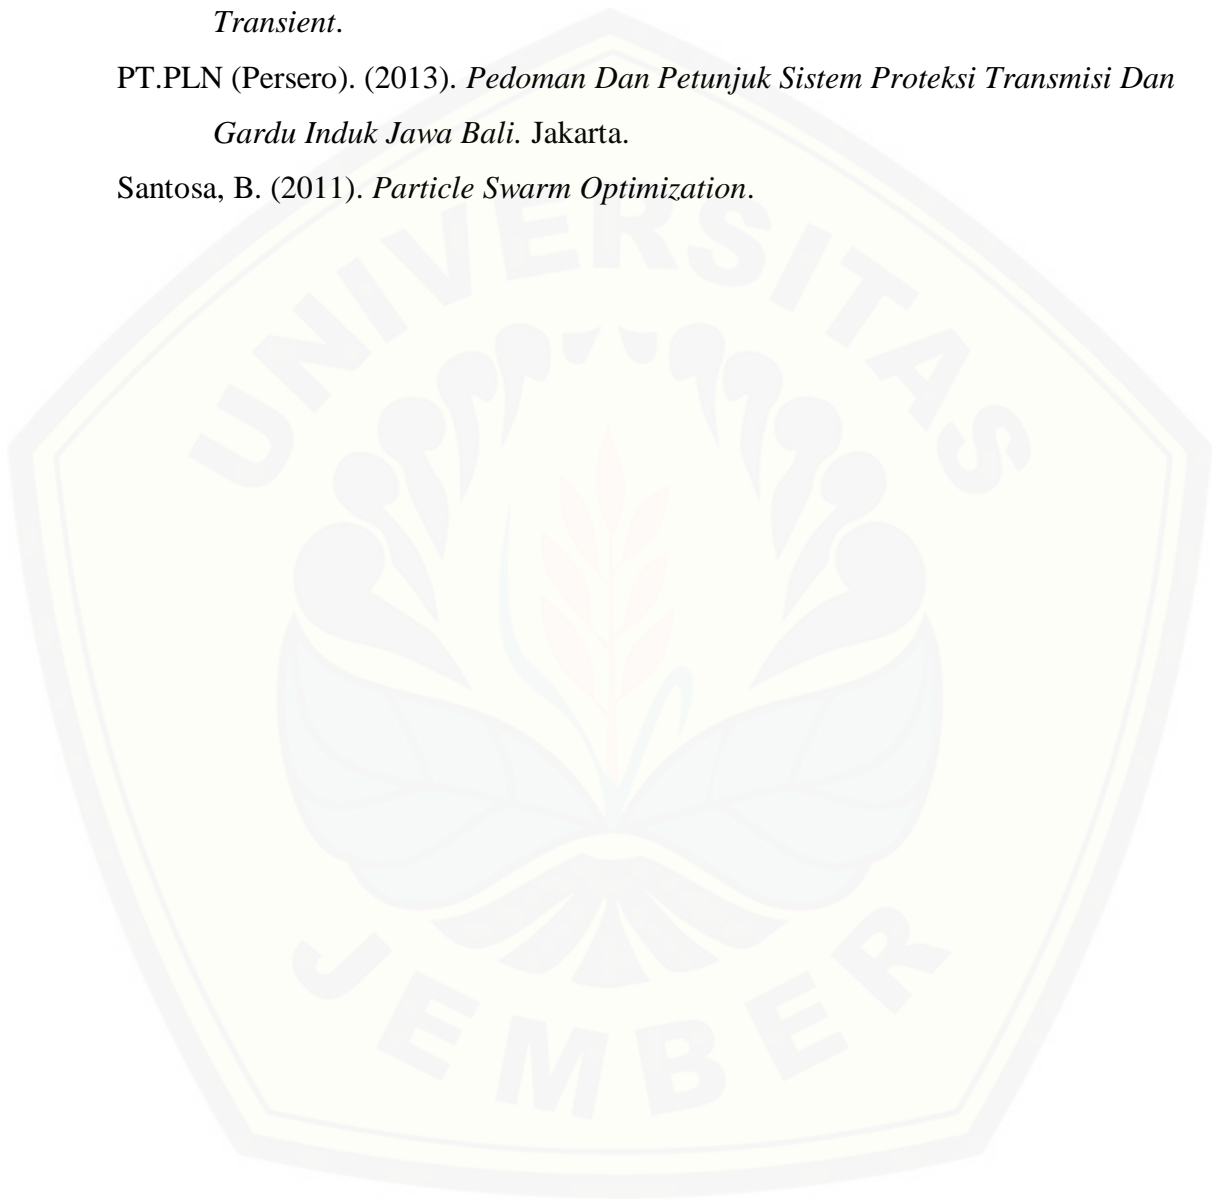 Transient.
PT.PLN (Persero). (2013). Pedoman Dan Petunjuk Sistem Proteksi Transmisi Dan
Gardu Induk Jawa Bali. Jakarta.
Santosa, B. (2011). Particle Swarm Optimization.
UNIVERSITAS
JEMBER